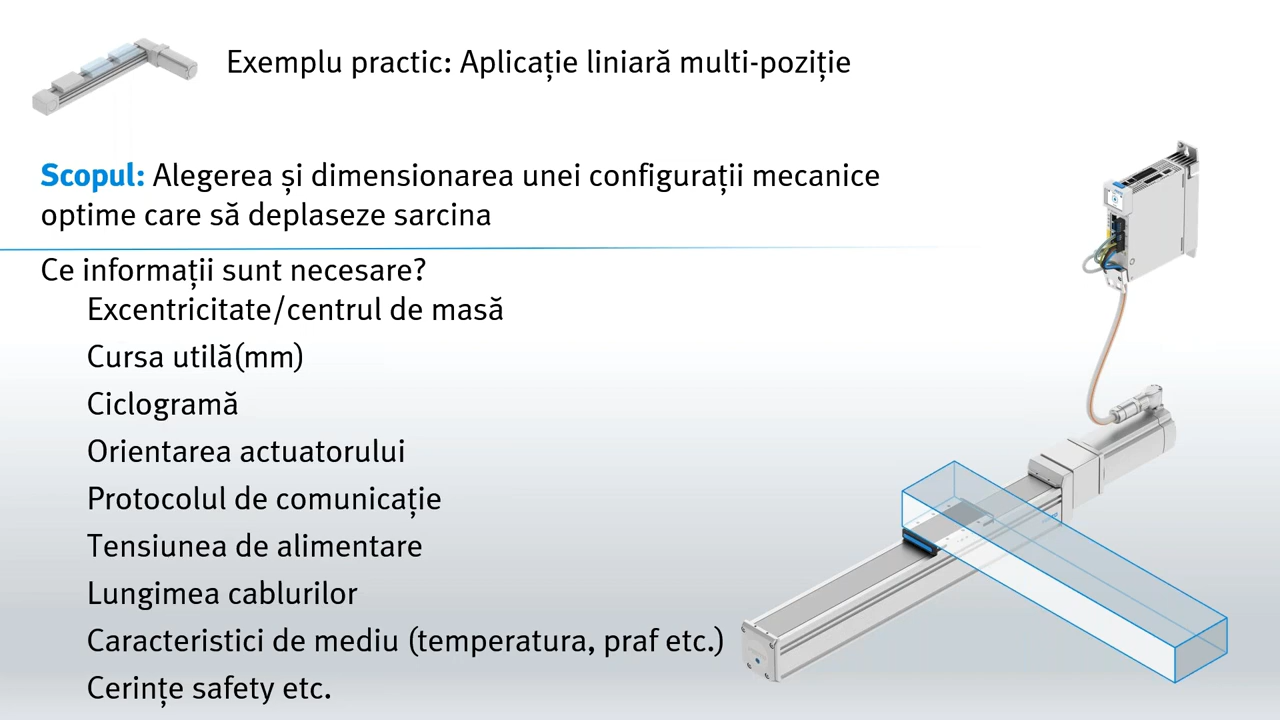 Exemplu practic: Aplicație liniară multi-poziție
Scopul: Alegerea și dimensionarea unei configurații mecanice
optime care să deplaseze sarcina
Ce informații sunt necesare?
Excentricitate/centrul de masă
Cursa utilă(mm)
Ciclogramă
Orientarea actuatorului
Protocolul de comunicație
Tensiunea de alimentare
Lungimea cablurilor
Caracteristici de mediu (temperatura, praf etc.)
Cerințe safety etc.